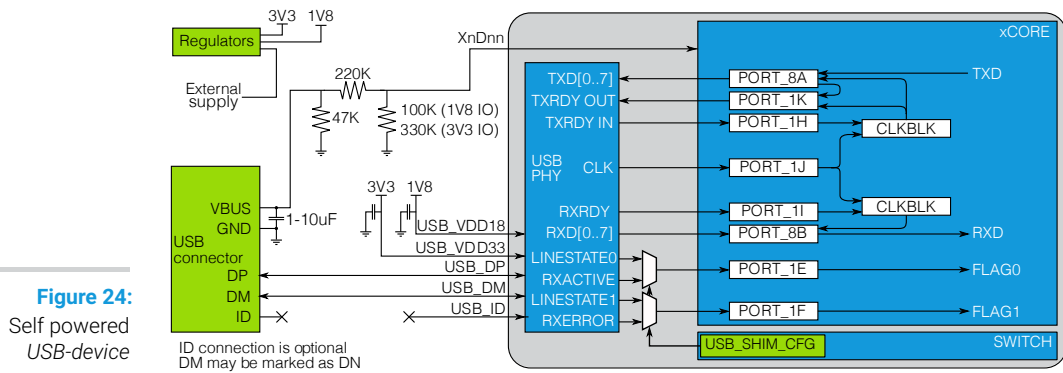 3V3 1V8
Regulators
External
supply
XnDnn
220K
47K
100K (1V8 IO)
330K (3V3 IO)
3V3 1V8
VBUS
GND
USB
connector
DP
DM
ID
1-10uF
USB_VDD18
USB_VDD33
USB_DP
USB_DM
USB_ID
ID connection is optional
DM may be marked as DN
TXD[0..7]
TXRDY OUT
TXRDY IN
USB
PHY
CLK
RXRDY
RXD[0..7]
LINESTATE0
RXACTIVE
LINESTATE1
RXERROR
xCORE
PORT_8A
PORT_1K
PORT_1H
PORT_1J
PORT_1I
PORT_8B
PORT_1E
PORT_1F
CLKBLK
CLKBLK
TXD
RXD
FLAG0
FLAG1
USB_SHIM_CFG
SWITCH
Figure 24:
Self powered
USB-device